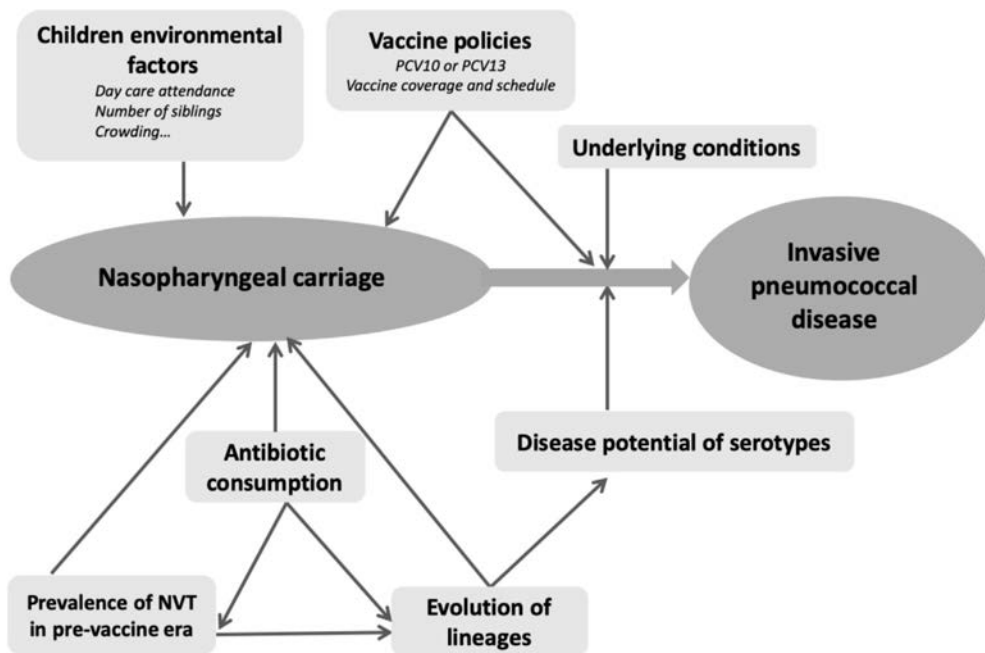 Children environmental
factors
Day care attendance
Number of siblings
Crowding...
Vaccine policies
PCV10 or PCV13
Vaccine coverage and schedule
Underlying conditions
Nasopharyngeal carriage
Invasive
pneumococcal
disease
Antibiotic
consumption
Disease potential of serotypes
Prevalence of NVT
in pre-vaccine era
Evolution of
lineages